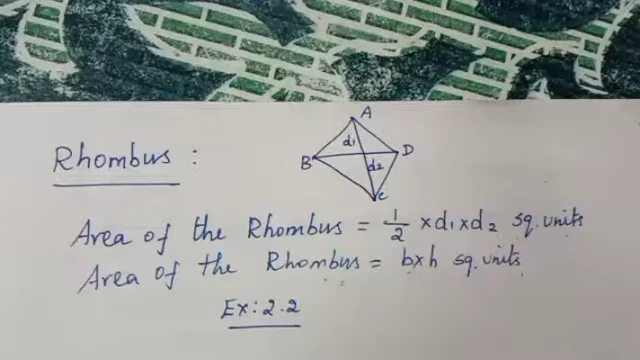 A
d1
Rhombus :
B
D
d2
C
Area of the Rhombus = 1/2 × d1 × d2 sq. units
Area of the Rhombus = b×h sq. units
Ex: 2.2